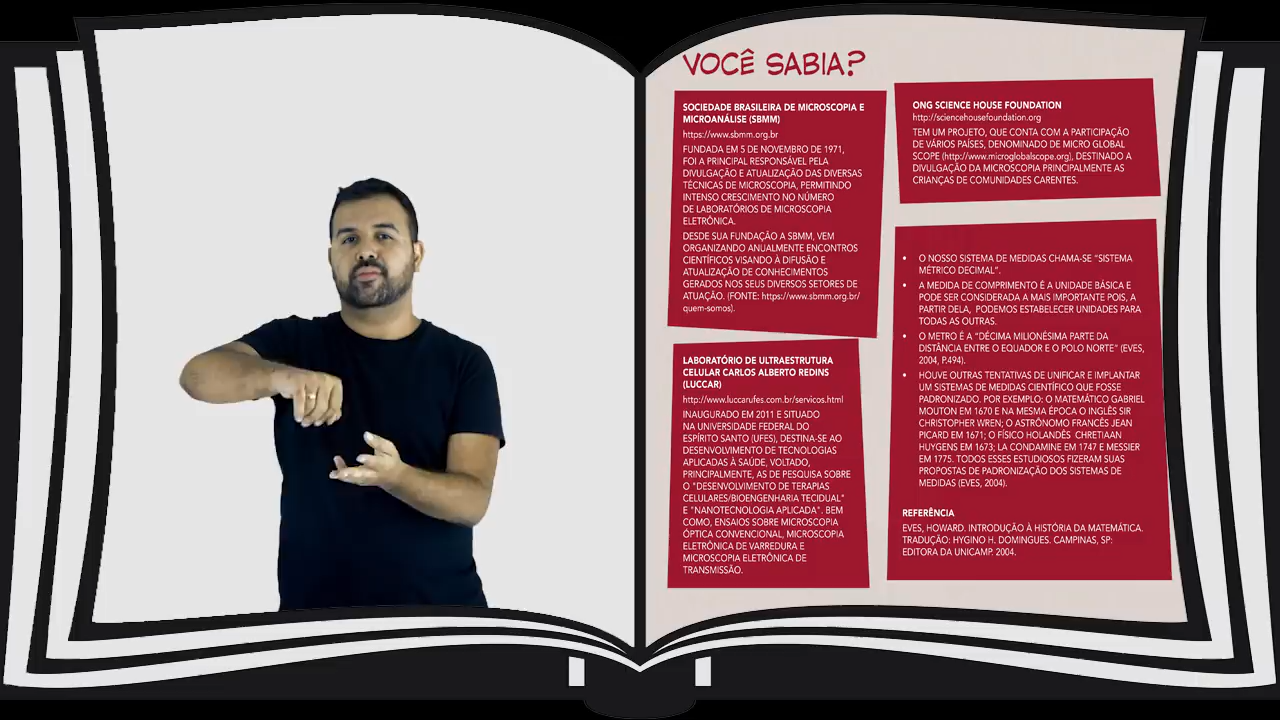 VOCÊ SABIA?
SOCIEDADE BRASILEIRA DE MICROSCOPIA E
MICROANÁLISE (SBMM)
https://www.sbmm.org.br
FUNDADA EM 5 DE NOVEMBRO DE 1971,
FOI A PRINCIPAL RESPONSÁVEL PELA
DIVULGAÇÃO E ATUALIZAÇÃO DAS DIVERSAS
TÉCNICAS DE MICROSCOPIA, PERMITINDO
INTENSO CRESCIMENTO NO NÚMERO
DE LABORATÓRIOS DE MICROSCOPIA
ELETRÔNICA.
DESDE SUA FUNDAÇÃO A SBMM, VEM
ORGANIZANDO ANUALMENTE ENCONTROS
CIENTÍFICOS VISANDO À DIFUSÃO E
ATUALIZAÇÃO DE CONHECIMENTOS
GERADOS NOS SEUS DIVERSOS SETORES DE
ATUAÇÃO. (FONTE: https://www.sbmm.org.br/
quem-somos).
LABORATÓRIO DE ULTRAESTRUTURA
CELULAR CARLOS ALBERTO REDINS
(LUCCAR)
http://www.luccarufes.com.br/servicos.html
INAUGURADO EM 2011 E SITUADO
NA UNIVERSIDADE FEDERAL DO
ESPÍRITO SANTO (UFES), DESTINA-SE AO
DESENVOLVIMENTO DE TECNOLOGIAS
APLICADAS À SAÚDE, VOLTADO,
PRINCIPALMENTE, AS DE PESQUISA SOBRE
O "DESENVOLVIMENTO DE TERAPIAS
CELULARES/BIOENGENHARIA TECIDUAL"
E "NANOTECNOLOGIA APLICADA". BEM
COMO, ENSAIOS SOBRE MICROSCOPIA
ÓPTICA CONVENCIONAL, MICROSCOPIA
ELETRÔNICA DE VARREDURA E
MICROSCOPIA ELETRÔNICA DE
TRANSMISSÃO.
ONG SCIENCE HOUSE FOUNDATION
http://sciencehousefoundation.org
TEM UM PROJETO, QUE CONTA COM A PARTICIPAÇÃO
DE VÁRIOS PAÍSES, DENOMINADO DE MICRO GLOBAL
SCOPE (http://www.microglobalscope.org), DESTINADO A
DIVULGAÇÃO DA MICROSCOPIA PRINCIPALMENTE AS
CRIANÇAS DE COMUNIDADES CARENTES.
• O NOSSO SISTEMA DE MEDIDAS CHAMA-SE "SISTEMA
MÉTRICO DECIMAL".
• A MEDIDA DE COMPRIMENTO É A UNIDADE BÁSICA E
PODE SER CONSIDERADA A MAIS IMPORTANTE POIS, A
PARTIR DELA, PODEMOS ESTABELECER UNIDADES PARA
TODAS AS OUTRAS.
• O METRO É A "DÉCIMA MILIONÉSIMA PARTE DA
DISTÂNCIA ENTRE O EQUADOR E O POLO NORTE" (EVES,
2004, P.494).
• HOUVE OUTRAS TENTATIVAS DE UNIFICAR E IMPLANTAR
UM SISTEMAS DE MEDIDAS CIENTÍFICO QUE FOSSE
PADRONIZADO. POR EXEMPLO: O MATEMÁTICO GABRIEL
MOUTON EM 1670 E NA MESMA ÉPOCA O INGLÊS SIR
CHRISTOPHER WREN; O ASTRÔNOMO FRANCÊS JEAN
PICARD EM 1671; O FÍSICO HOLANDÊS CHRETIAAN
HUYGENS EM 1673; LA CONDAMINE EM 1747 E MESSIER
EM 1775. TODOS ESSES ESTUDIOSOS FIZERAM SUAS
PROPOSTAS DE PADRONIZAÇÃO DOS SISTEMAS DE
MEDIDAS (EVES, 2004).
REFERÊNCIA
EVES, HOWARD. INTRODUÇÃO À HISTÓRIA DA MATEMÁTICA.
TRADUÇÃO: HYGINO H. DOMINGUES. CAMPINAS, SP:
EDITORA DA UNICAMP. 2004.